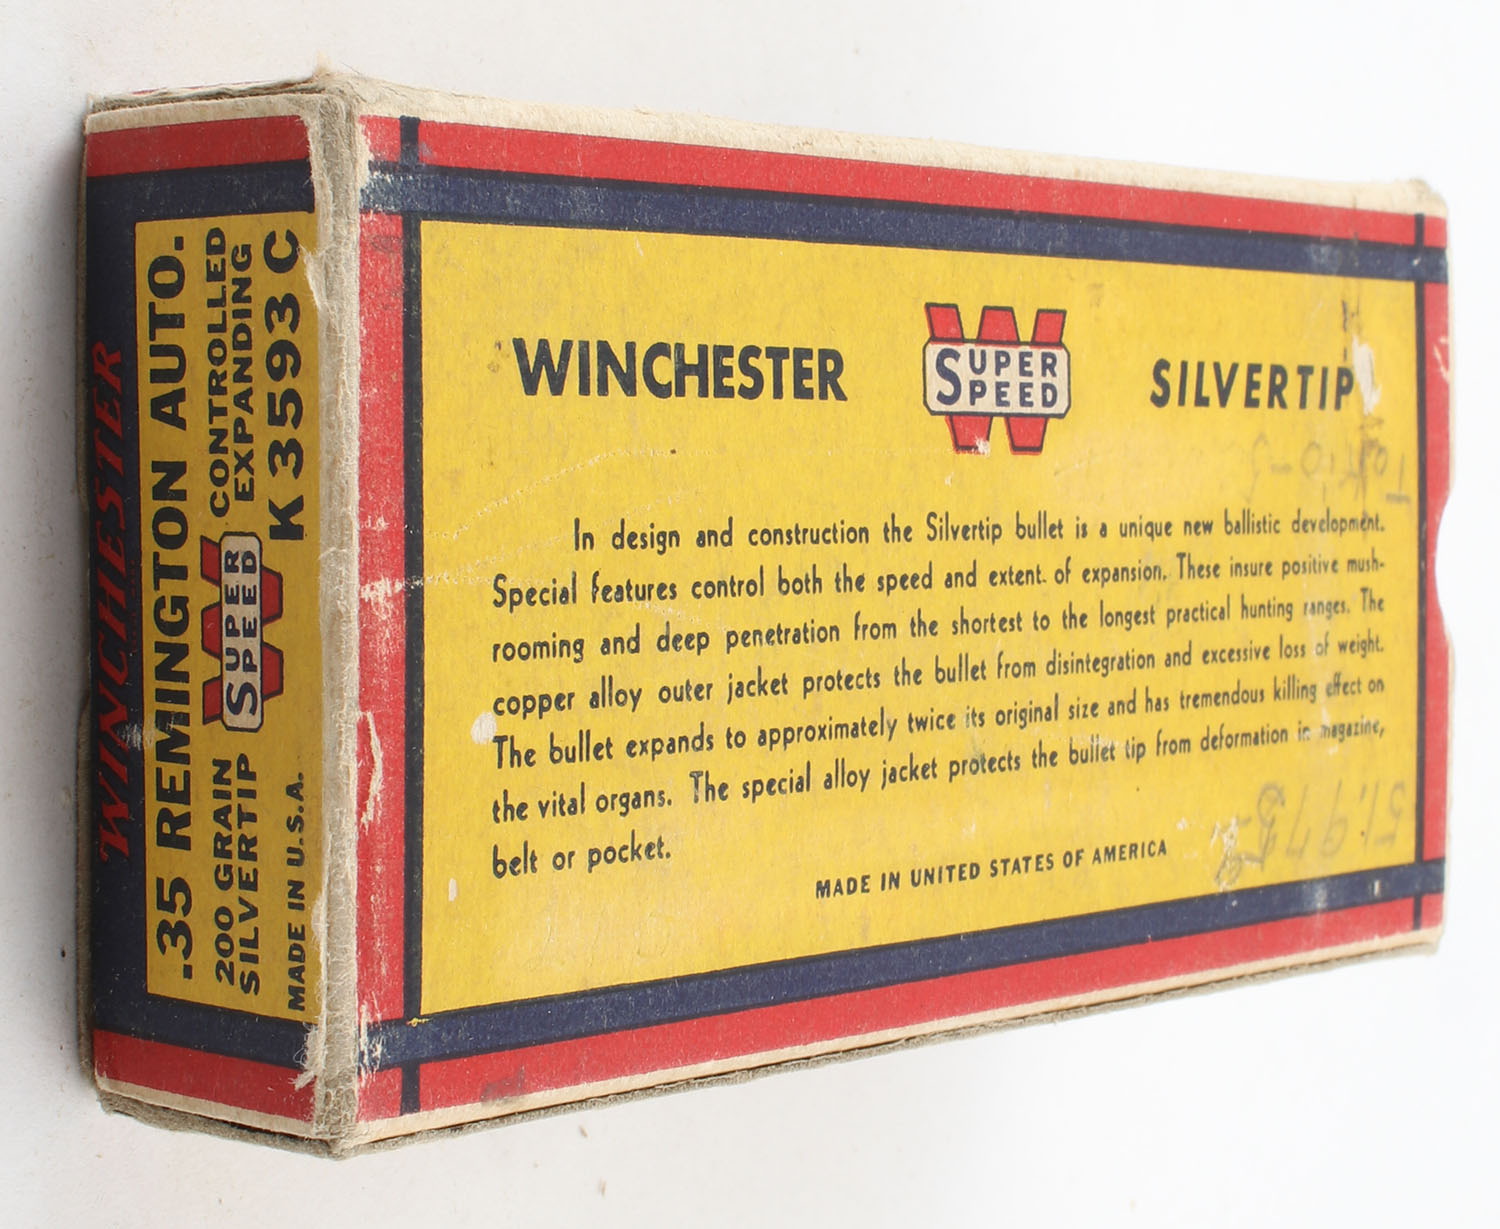 WINCHESTER
.35 REMINGTON AUTO.
200 GRAIN SILVERTIP
SUPER SPEED
CONTROLLED EXPANDING
MADE IN U.S.A.
K3593C
WINCHESTER SUPER SPEED SILVERTIP
In design and construction the Silvertip bullet is a unique new ballistic development.
Special features control both the speed and extent of expansion. These insure positive mush-
rooming and deep penetration from the shortest to the longest practical hunting ranges. The
copper alloy outer jacket protects the bullet from disintegration and excessive loss of weight.
The bullet expands to approximately twice its original size and has tremendous killing effect on
the vital organs. The special alloy jacket protects the bullet tip from deformation in magazine,
belt or pocket.
MADE IN UNITED STATES OF AMERICA